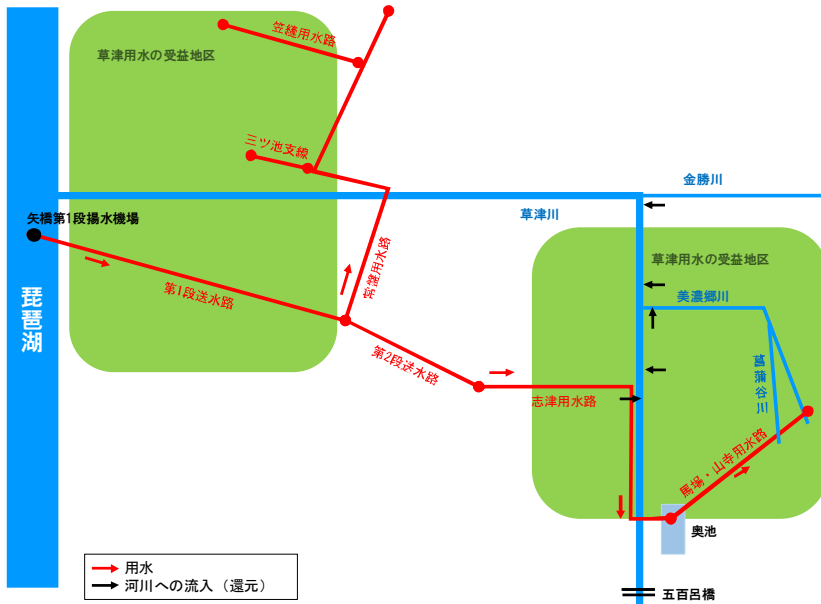 笠縫用水路
草津用水の受益地区
三ツ池支線
金勝川
草津川
矢橋第1段揚水機場
常盤用水路
草津用水の受益地区
第1段送水路
美濃郷川
琵琶湖
第2段送水路
菖蒲谷川
志津用水路
馬場・山寺用水路
奥池
用水
河川への流入（還元）
五百呂橋